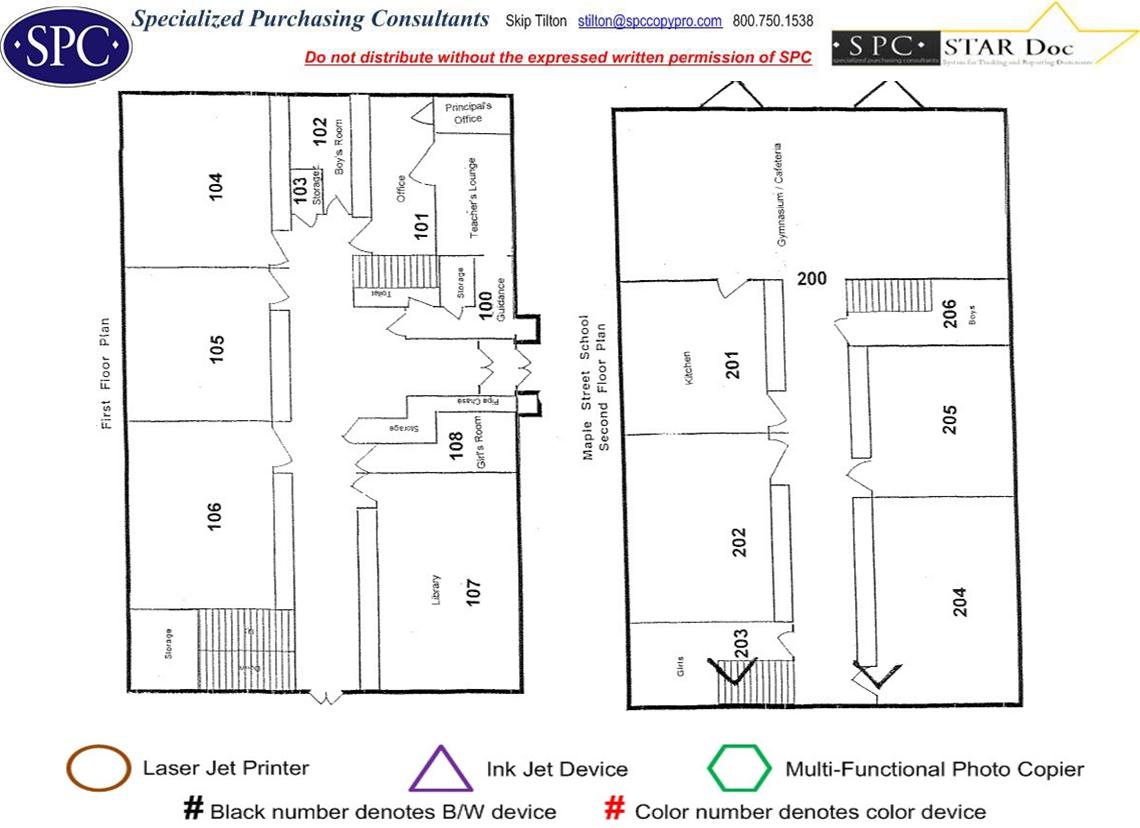 SPC
Specialized Purchasing Consultants Skip Tilton stilton@spccopypro.com 800.750.1538
Do not distribute without the expressed written permission of SPC
SPC STAR Doc
specialized purchasing consultants System for Tracking and Reporting Documents
First Floor Plan
104
102
Boy's Room
103
Storage
Office
101
Principal's
Office
Teacher's Lounge
Toilet
Storage
100
Guidance
105
Pipe Chase
Storage
108
Girl's Room
106
Library
107
Storage
Down
Maple Street School
Second Floor Plan
Gymnasium / Cafeteria
200
206
Boys
Kitchen
201
205
202
204
203
Girls
Laser Jet Printer
Ink Jet Device
Multi-Functional Photo Copier
# Black number denotes B/W device
# Color number denotes color device